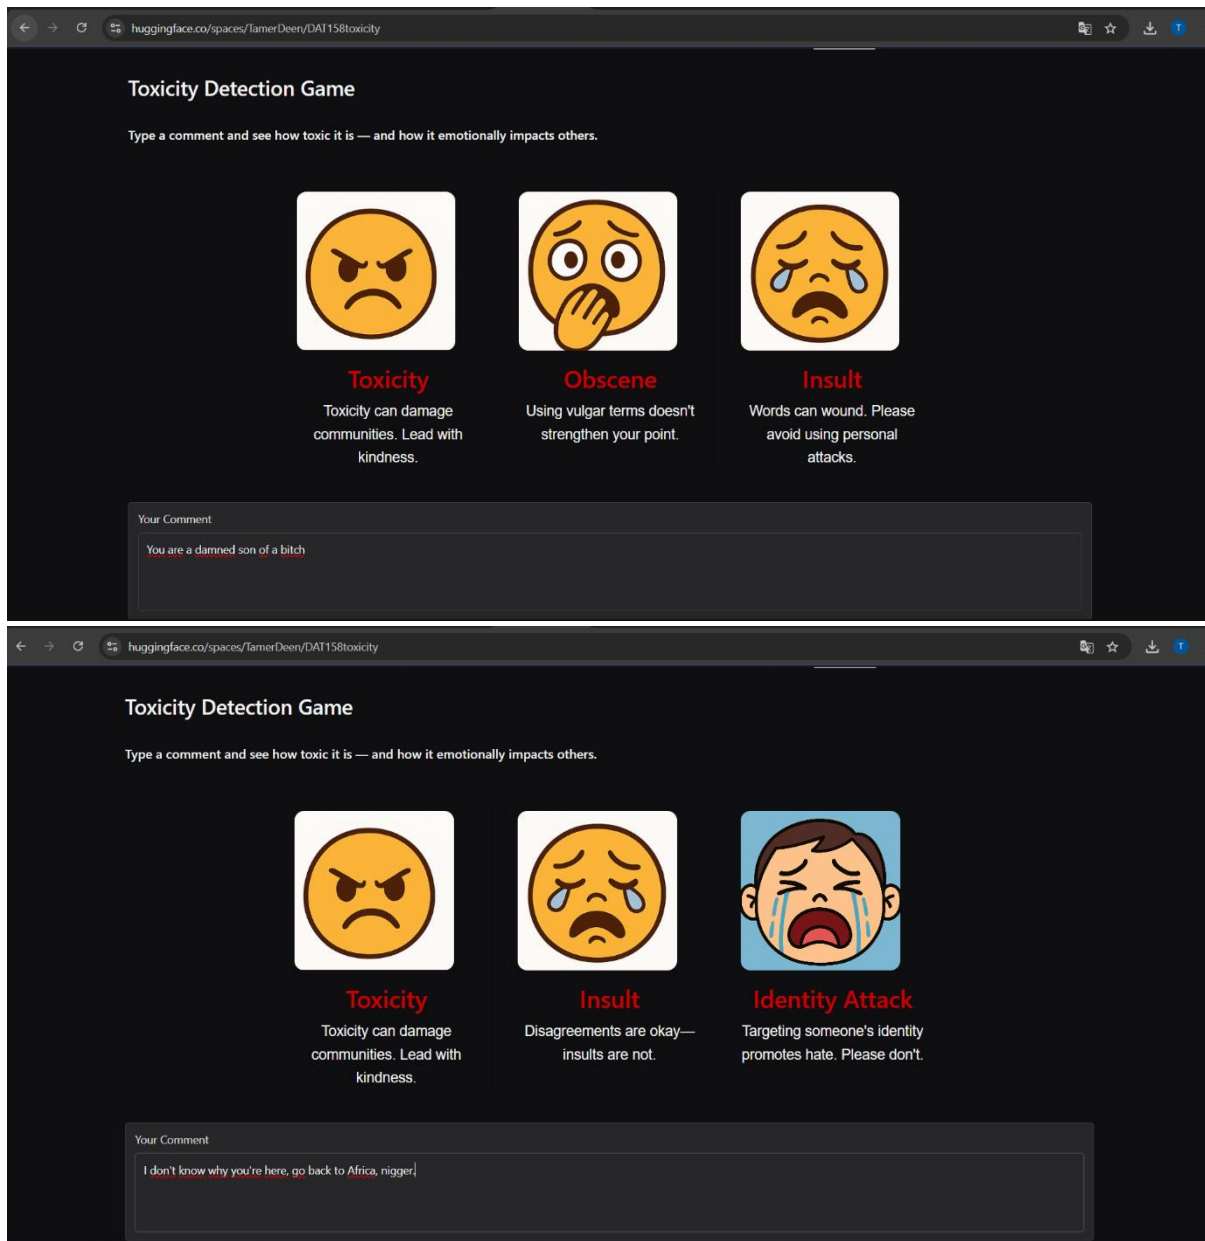 huggingface.co/spaces/TamerDeen/DAT158toxicity
T
Toxicity Detection Game
Type a comment and see how toxic it is — and how it emotionally impacts others.
Toxicity
Toxicity can damage
communities. Lead with
kindness.
Obscene
Using vulgar terms doesn't
strengthen your point.
Insult
Words can wound. Please
avoid using personal
attacks.
Your Comment
You are a damned son of a bitch
huggingface.co/spaces/TamerDeen/DAT158toxicity
T
Toxicity Detection Game
Type a comment and see how toxic it is — and how it emotionally impacts others.
Toxicity
Toxicity can damage
communities. Lead with
kindness.
Insult
Disagreements are okay—
insults are not.
Identity Attack
Targeting someone's identity
promotes hate. Please don't.
Your Comment
I don't know why you're here, go back to Africa, nigger.